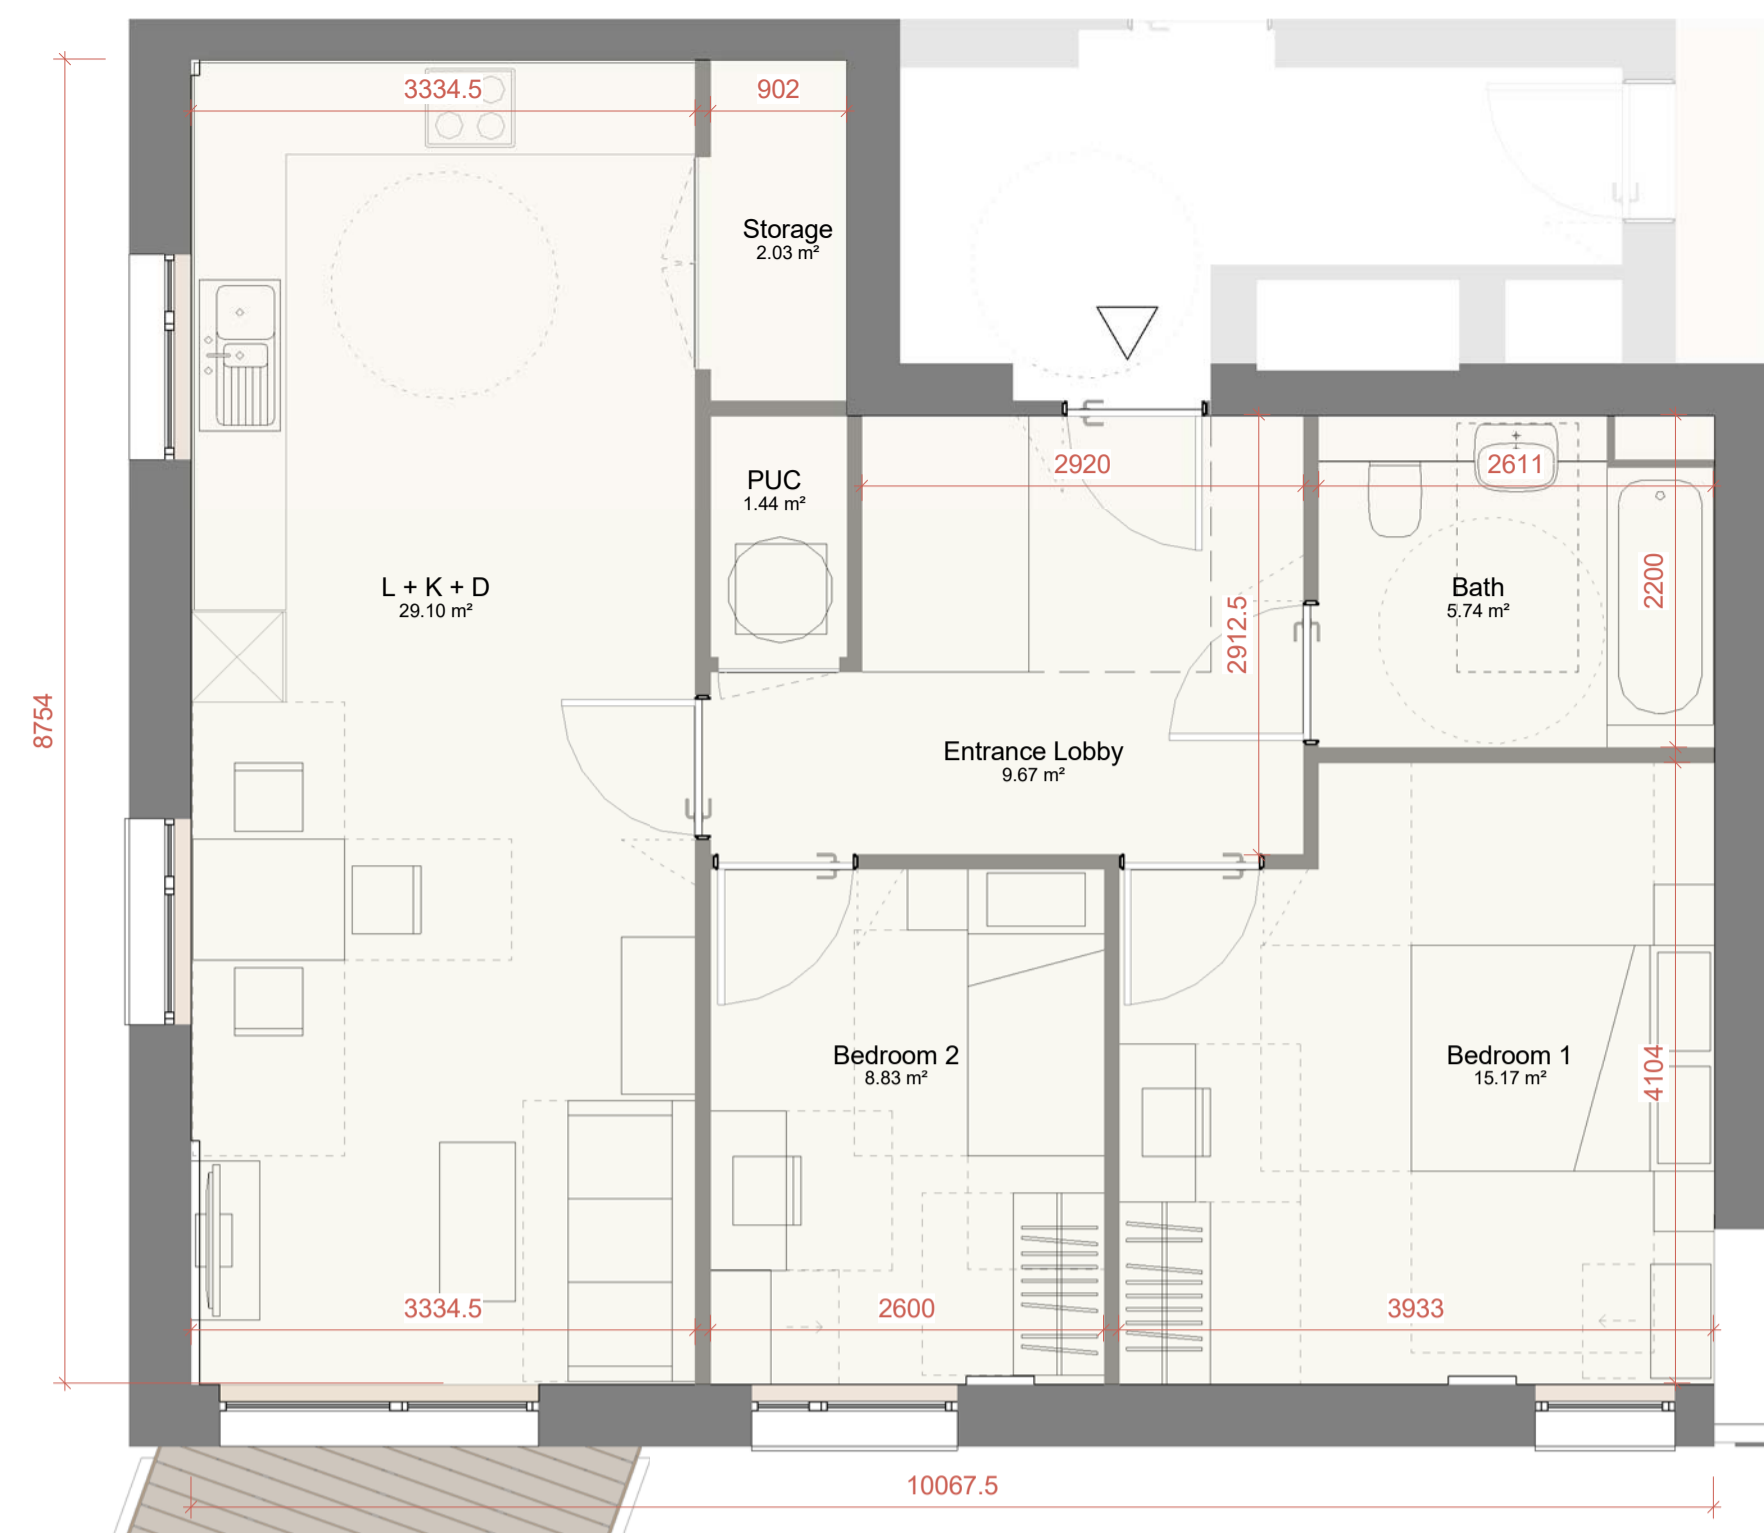 3334.5
902
Storage
2.03 m²
2920
2611
PUC
1.44 m²
L + K + D
29.10 m²
Bath
5.74 m²
2200
2912.5
8754
Entrance Lobby
9.67 m²
Bedroom 2
8.83 m²
Bedroom 1
15.17 m²
4104
3334.5
2600
3933
10067.5